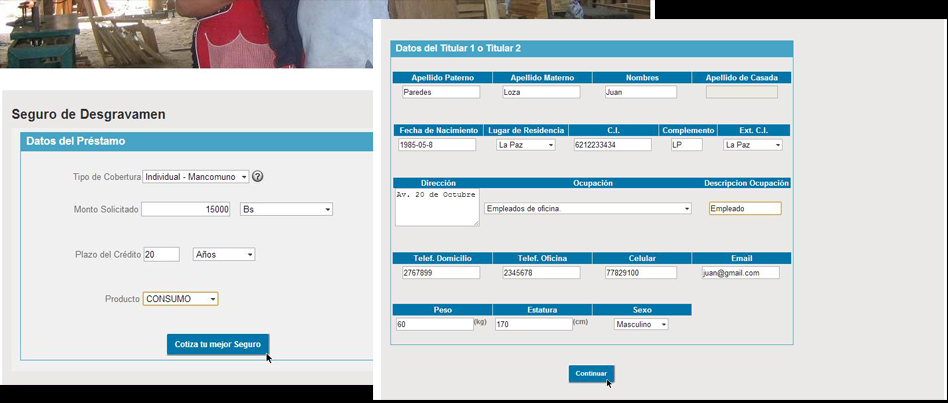 Seguro de Desgravamen
Datos del Préstamo
Tipo de Cobertura Individual - Mancomuno
Monto Solicitado 15000 Bs
Plazo del Crédito 20 Años
Producto CONSUMO
Cotiza tu mejor Seguro
Datos del Titular 1 o Titular 2
Apellido Paterno Apellido Materno Nombres Apellido de Casada
Paredes Loza Juan
Fecha de Nacimiento Lugar de Residencia C.I. Complemento Ext. C.I.
1985-05-8 La Paz 6212233434 LP La Paz
Dirección Ocupación Descripcion Ocupación
Av. 20 de Octubre Empleados de oficina. Empleado
Telef. Domicilio Telef. Oficina Celular Email
2767899 2345678 77829100 juan@gmail.com
Peso Estatura Sexo
60 (kg) 170 (cm) Masculino
Continuar